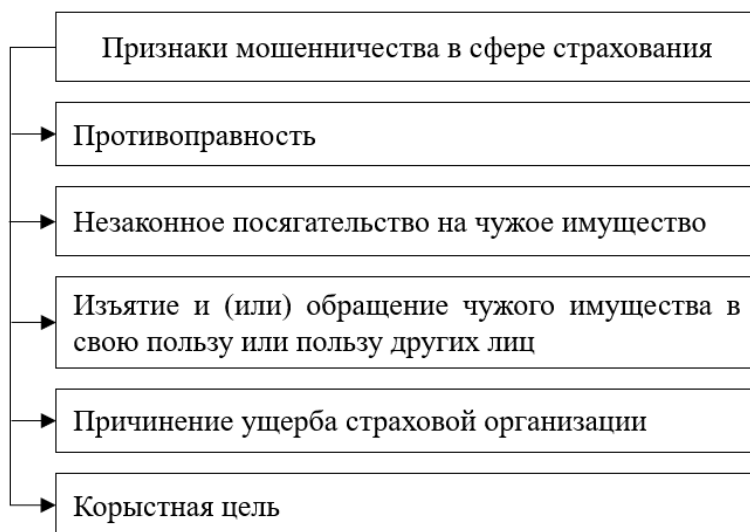 Признаки мошенничества в сфере страхования
Противоправность
Незаконное посягательство на чужое имущество
Изъятие и (или) обращение чужого имущества в
свою пользу или пользу других лиц
Причинение ущерба страховой организации
Корыстная цель